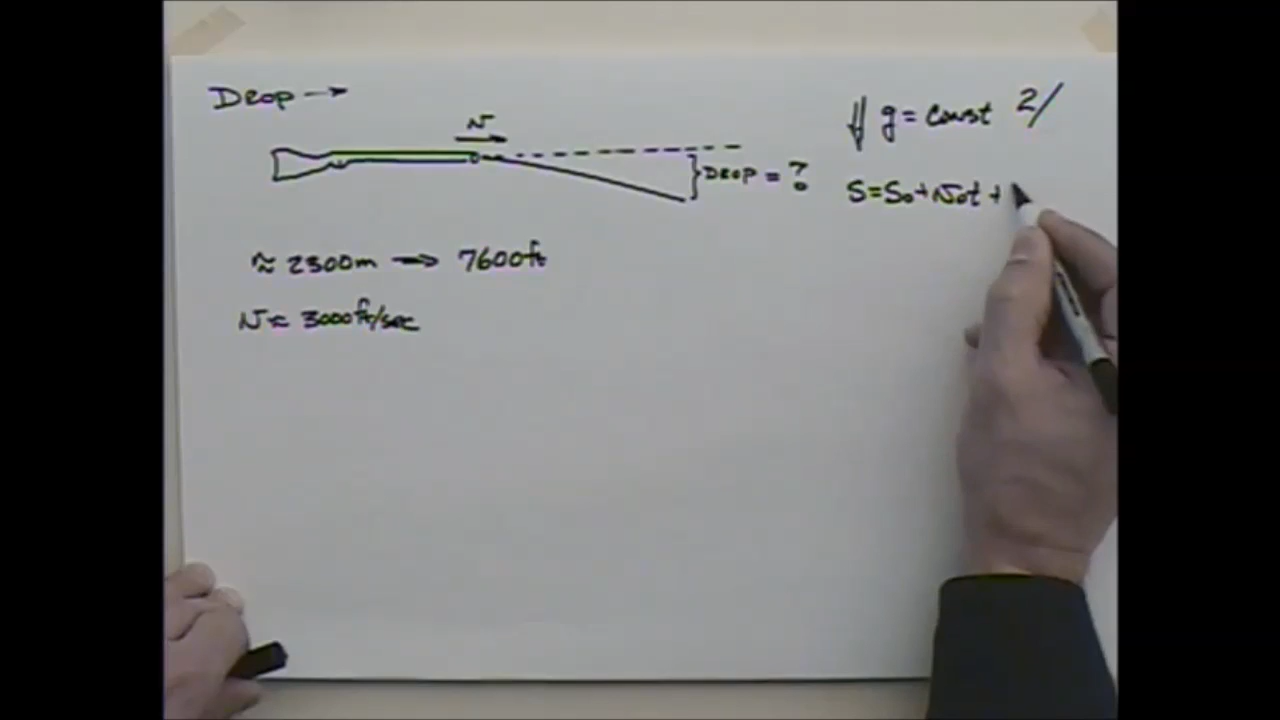 Drop →
↓ g = const 2/
v
DROP = ?
S = S₀ + v₀t +
≈ 2300m → 7600ft
v ≈ 3000ft/sec